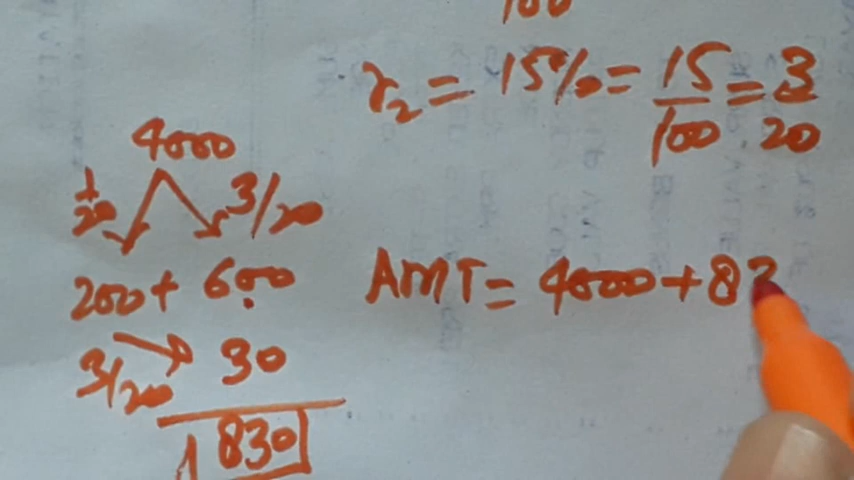 100
r₂ = 15% = 15/100 = 3/20
4000
1/20 3/20
200 + 600
AMT = 4000 + 83
3/20 30
830